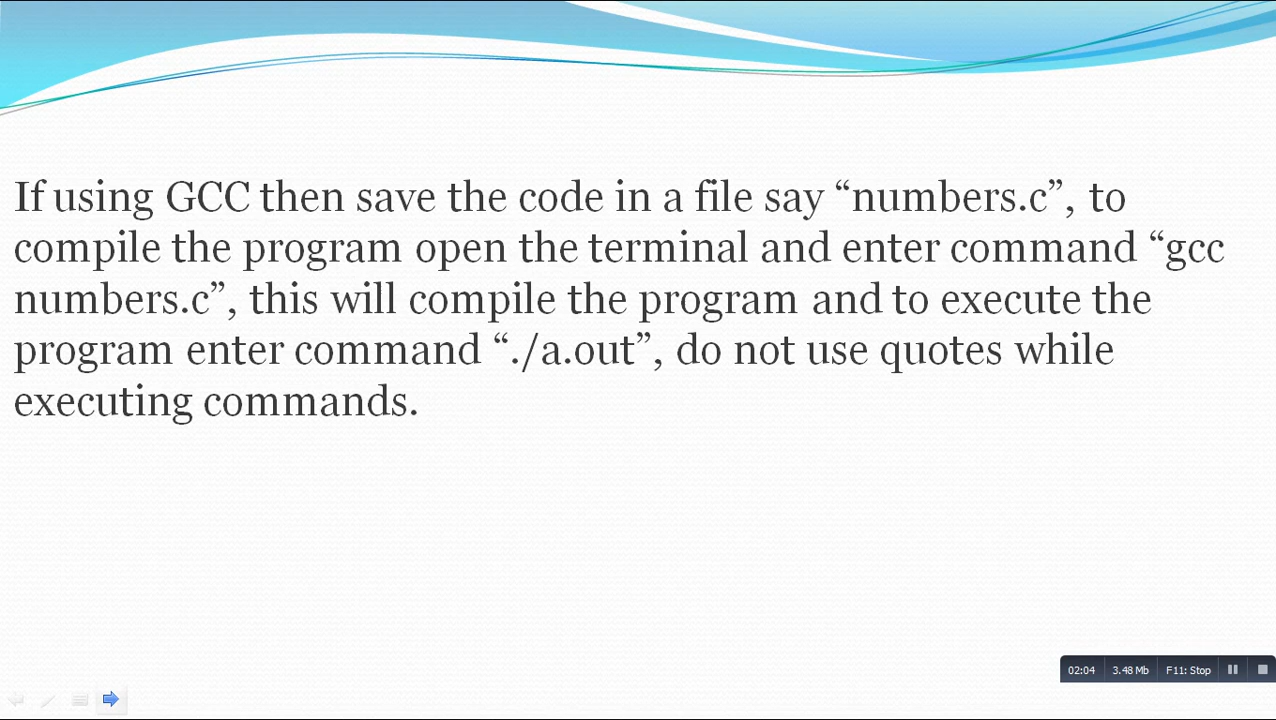 If using GCC then save the code in a file say “numbers.c”, to
compile the program open the terminal and enter command “gcc
numbers.c”, this will compile the program and to execute the
program enter command “./a.out”, do not use quotes while
executing commands.
02:04 3.48 Mb F11: Stop